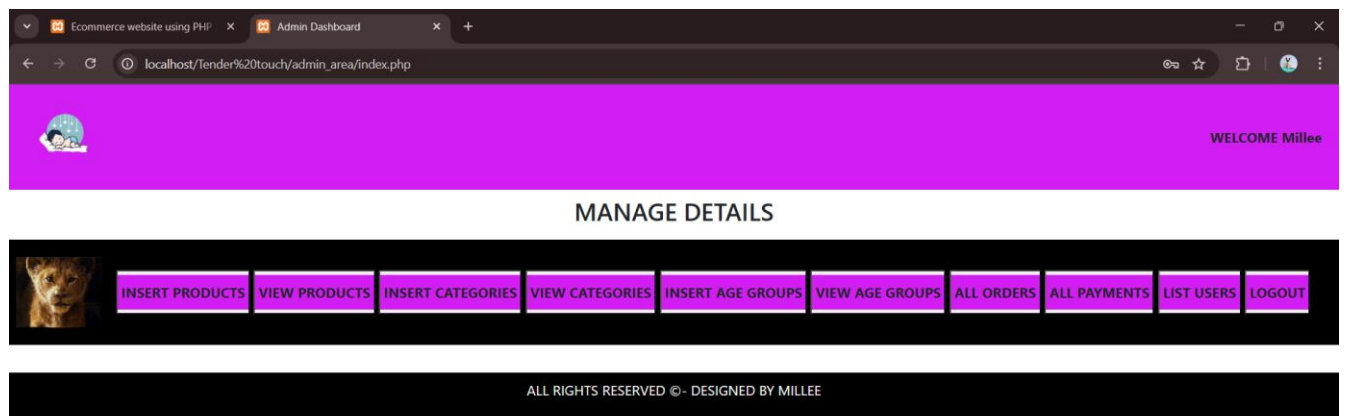 Ecommerce website using PHP
Admin Dashboard
localhost/Tender%20touch/admin_area/index.php
WELCOME Millee
MANAGE DETAILS
INSERT PRODUCTS VIEW PRODUCTS INSERT CATEGORIES VIEW CATEGORIES INSERT AGE GROUPS VIEW AGE GROUPS ALL ORDERS ALL PAYMENTS LIST USERS LOGOUT
ALL RIGHTS RESERVED ©- DESIGNED BY MILLEE